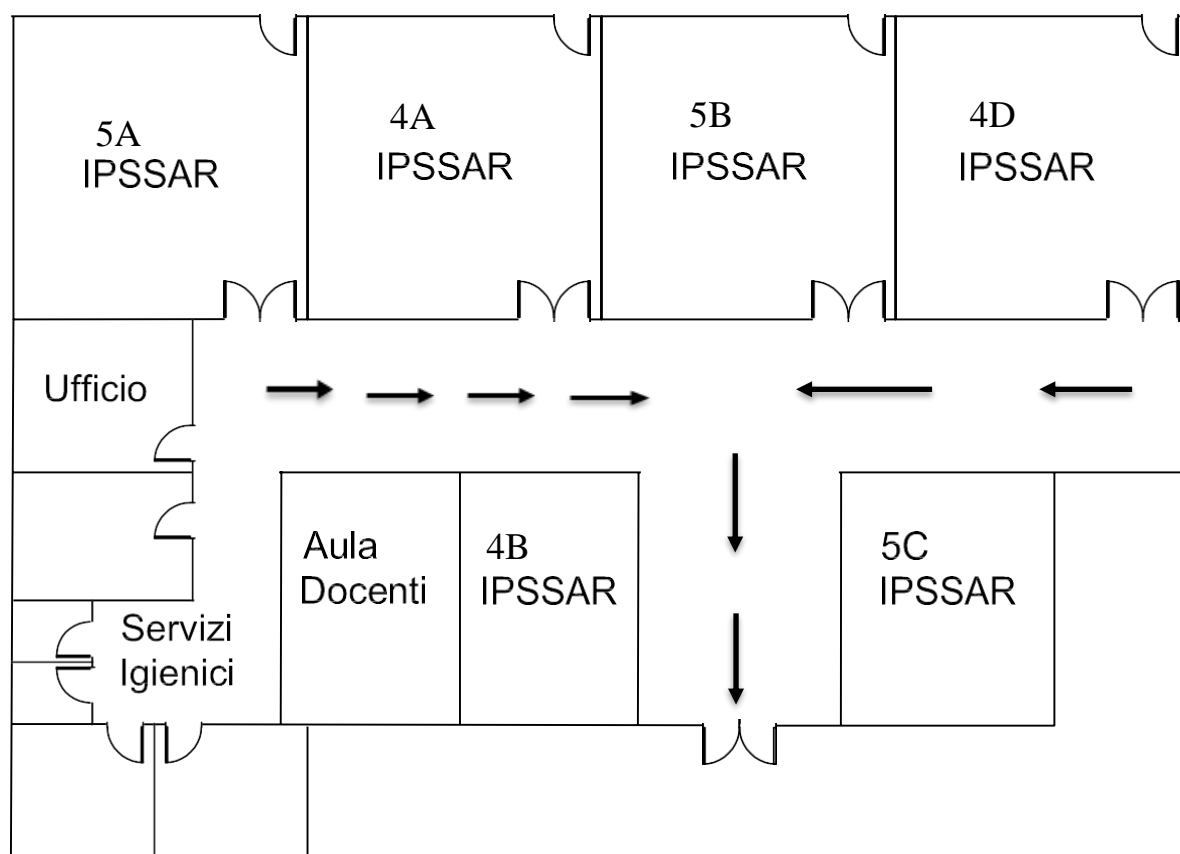 5A
IPSSAR
4A
IPSSAR
5B
IPSSAR
4D
IPSSAR
Ufficio
Aula
Docenti
4B
IPSSAR
5C
IPSSAR
Servizi
Igienici